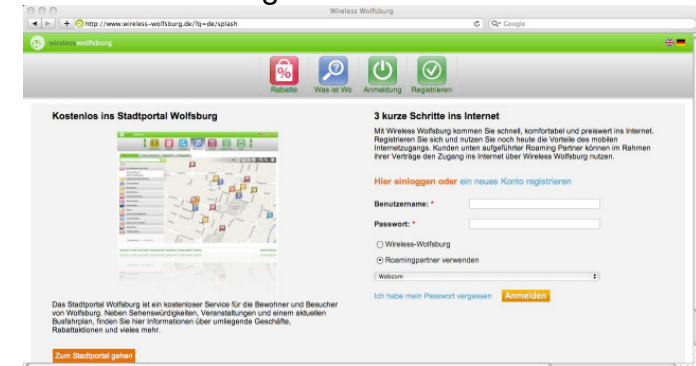 Wireless Wolfsburg
http://www.wireless-wolfsburg.de/?q=de/splash
Google
wirelesswolfsburg
Rabatte Was ist Wo Anmeldung Registrieren
Kostenlos ins Stadtportal Wolfsburg
Das Stadtportal Wolfsburg ist ein kostenloser Service für die Bewohner und Besucher
von Wolfsburg. Neben Sehenswürdigkeiten, Veranstaltungen und einem aktuellen
Busfahrplan, finden Sie hier Informationen über umliegende Geschäfte,
Rabattaktionen und vieles mehr.
Zum Stadtportal gehen
3 kurze Schritte ins Internet
Mit Wireless Wolfsburg kommen Sie schnell, komfortabel und preiswert ins Internet.
Registrieren Sie sich und nutzen Sie noch heute die Vorteile des mobilen
Internetzugangs. Kunden unten aufgeführter Roaming Partner können im Rahmen
ihrer Verträge den Zugang ins Internet über Wireless Wolfsburg nutzen.
Hier einloggen oder ein neues Konto registrieren
Benutzername: *
Passwort: *
Wireless-Wolfsburg
Roamingpartner verwenden
Wobcom
Ich habe mein Passwort vergessen Anmelden